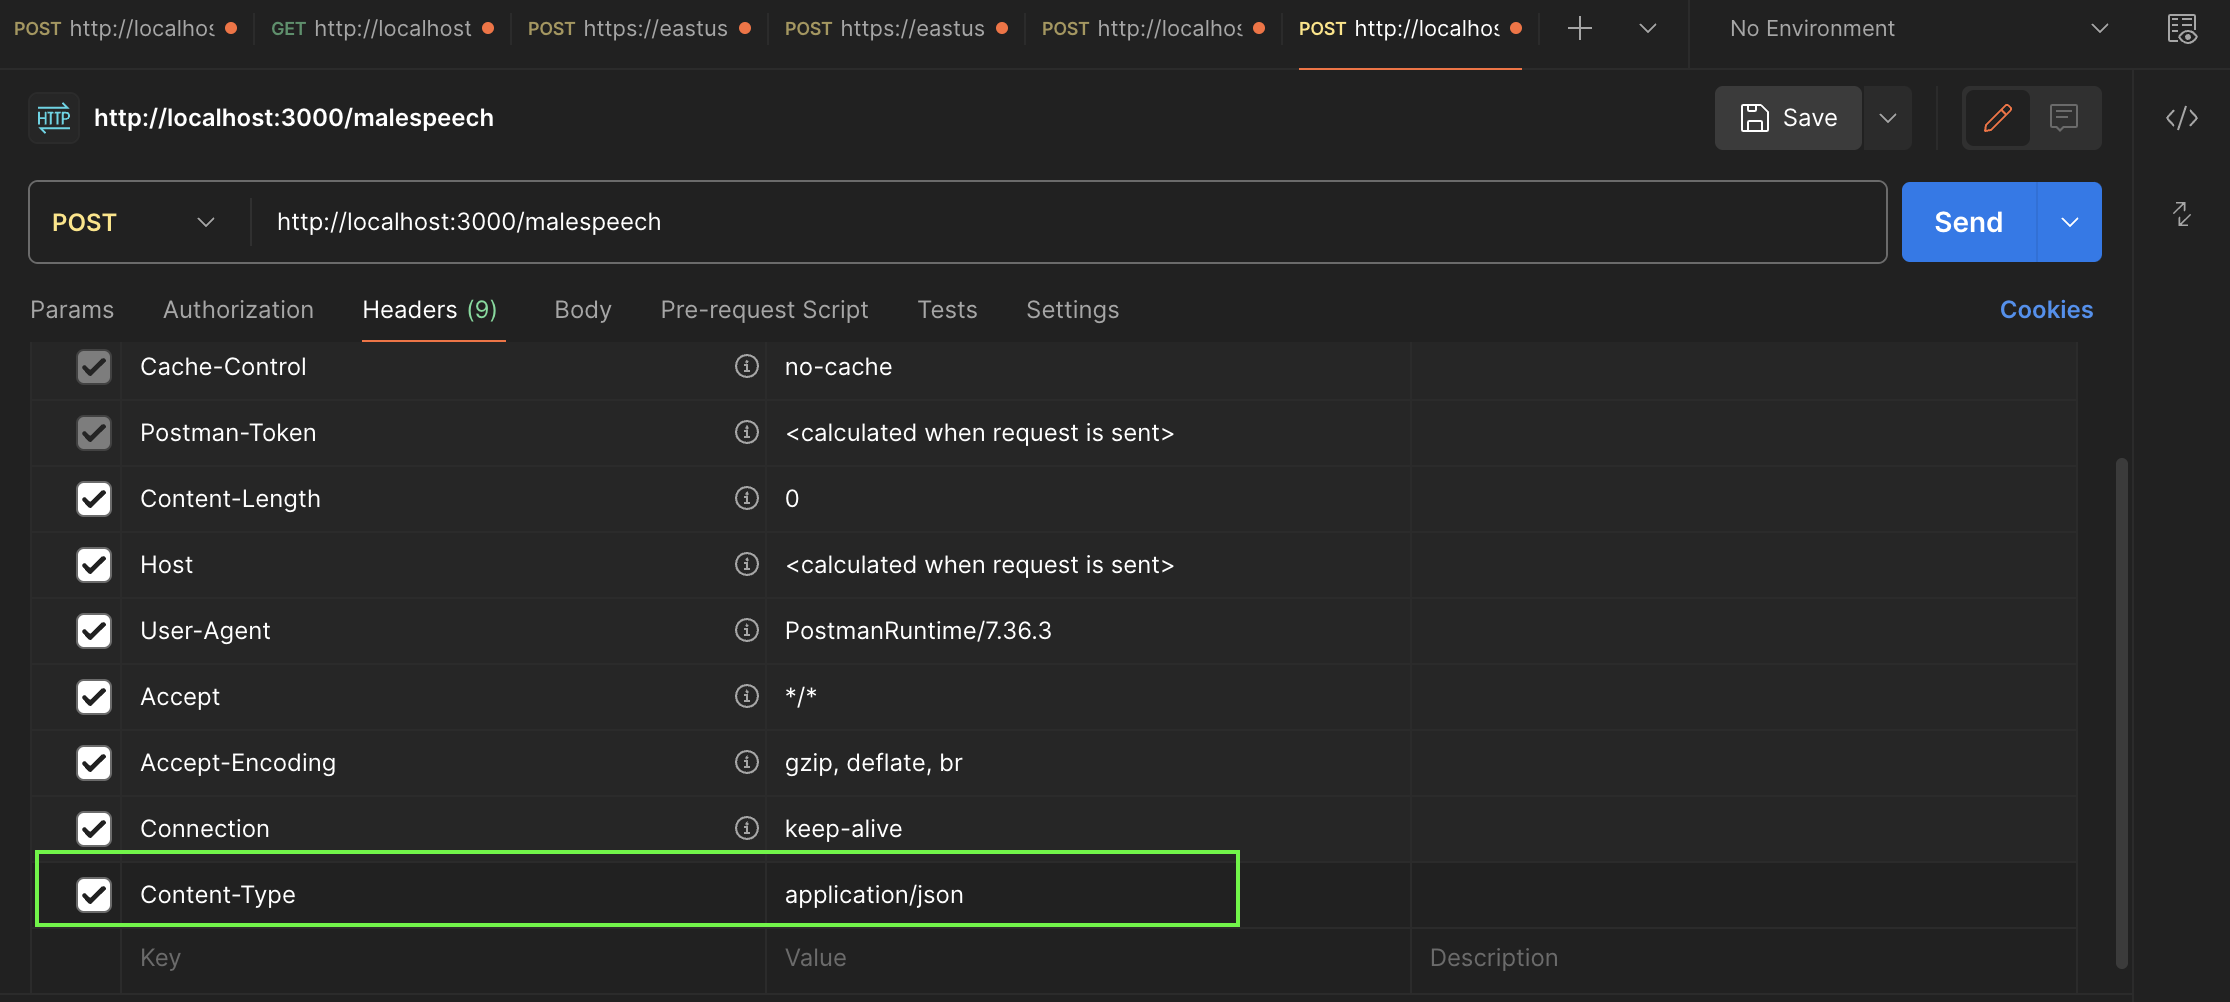 POST http://localhos GET http://localhost POST https://eastus POST https://eastus POST http://localhos POST http://localhos No Environment
HTTP http://localhost:3000/malespeech Save
POST http://localhost:3000/malespeech Send
Params Authorization Headers (9) Body Pre-request Script Tests Settings Cookies
Cache-Control no-cache
Postman-Token <calculated when request is sent>
Content-Length 0
Host <calculated when request is sent>
User-Agent PostmanRuntime/7.36.3
Accept */*
Accept-Encoding gzip, deflate, br
Connection keep-alive
Content-Type application/json
Key Value Description